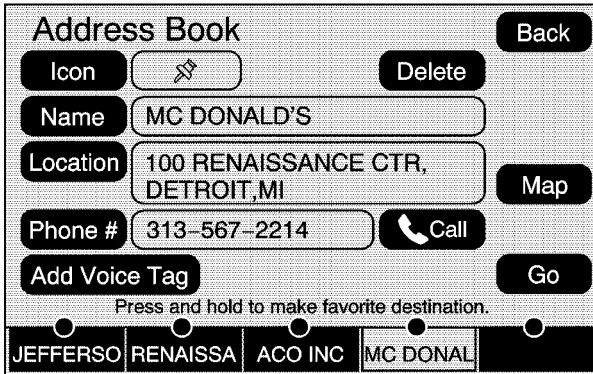 Address Book
Back
Icon
Delete
Name MC DONALD'S
Location 100 RENAISSANCE CTR,
DETROIT,MI
Map
Phone # 313–567–2214 Call
Add Voice Tag
Go
Press and hold to make favorite destination.
JEFFERSO RENAISSA ACO INC MC DONAL